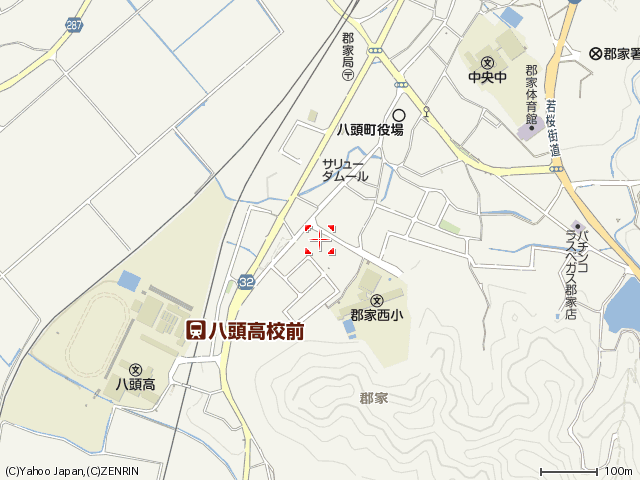 287
郡家局
中央中
郡家署
郡家体育館
若桜街道
八頭町役場
サリュー
ダムール
パチンコ
ラスベガス郡家店
32
郡家西小
八頭高校前
八頭高
郡家
(C)Yahoo Japan,(C)ZENRIN
100m